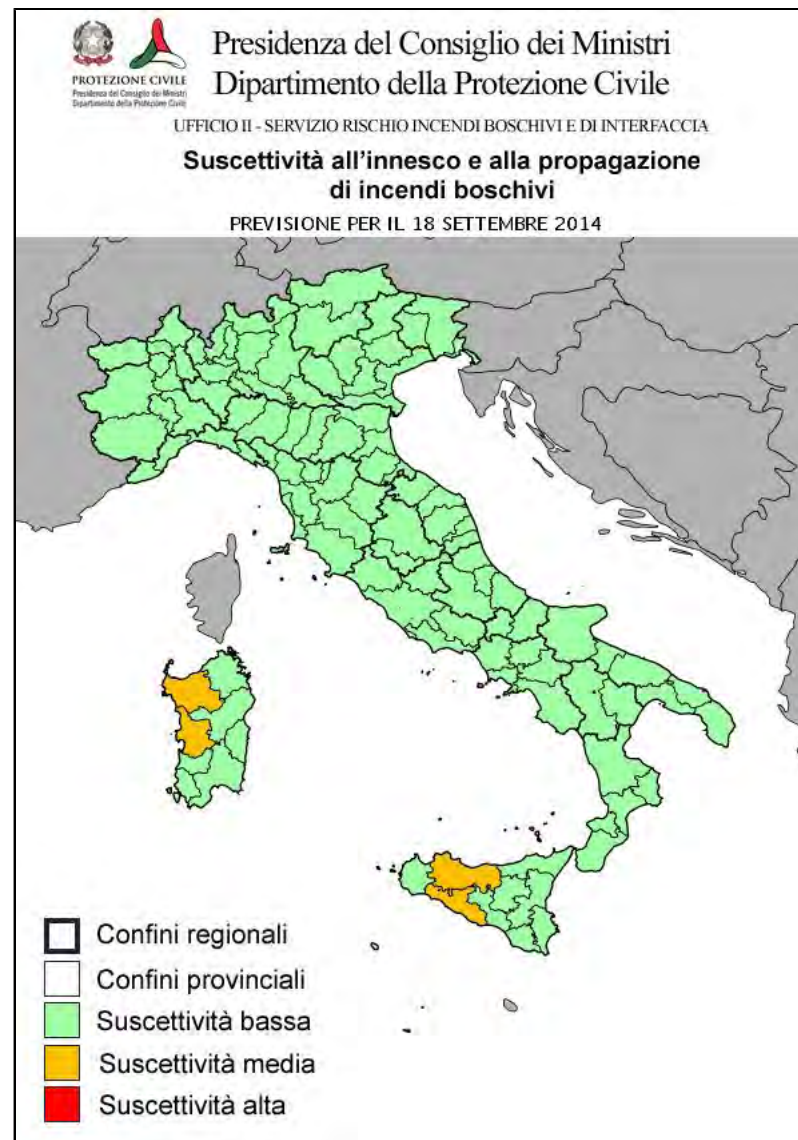 Presidenza del Consiglio dei Ministri
Dipartimento della Protezione Civile
PROTEZIONE CIVILE
Presidenza del Consiglio dei Ministri
Dipartimento della Protezione Civile
UFFICIO II - SERVIZIO RISCHIO INCENDI BOSCHIVI E DI INTERFACCIA
Suscettività all'innesco e alla propagazione
di incendi boschivi
PREVISIONE PER IL 18 SETTEMBRE 2014
Confini regionali
Confini provinciali
Suscettività bassa
Suscettività media
Suscettività alta